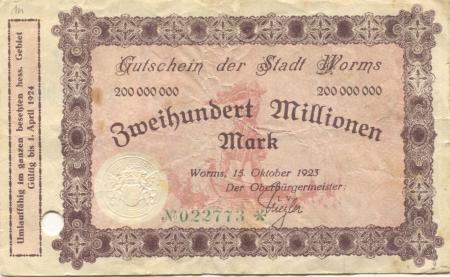 Umlauffähig im ganzen besetzten hess. Gebiet
Gültig bis 1. April 1924
Gutschein der Stadt Worms
200 000 000 200 000 000
Zweihundert Millionen
Mark
Worms, 15. Oktober 1923
Der Oberbürgermeister:
I. V.
№ 022773 *